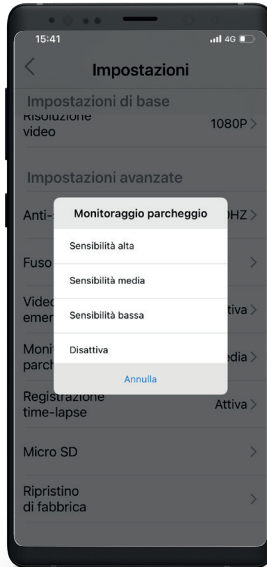 15:41
4G
Impostazioni
Impostazioni di base
Risoluzione
video
1080P
Impostazioni avanzate
Anti-
HZ
Monitoraggio parcheggio
Sensibilità alta
Sensibilità media
Sensibilità bassa
Disattiva
Annulla
Fuso
Video
emer
tiva
Moni
parch
edia
Registrazione
time-lapse
Attiva
Micro SD
Ripristino
di fabbrica